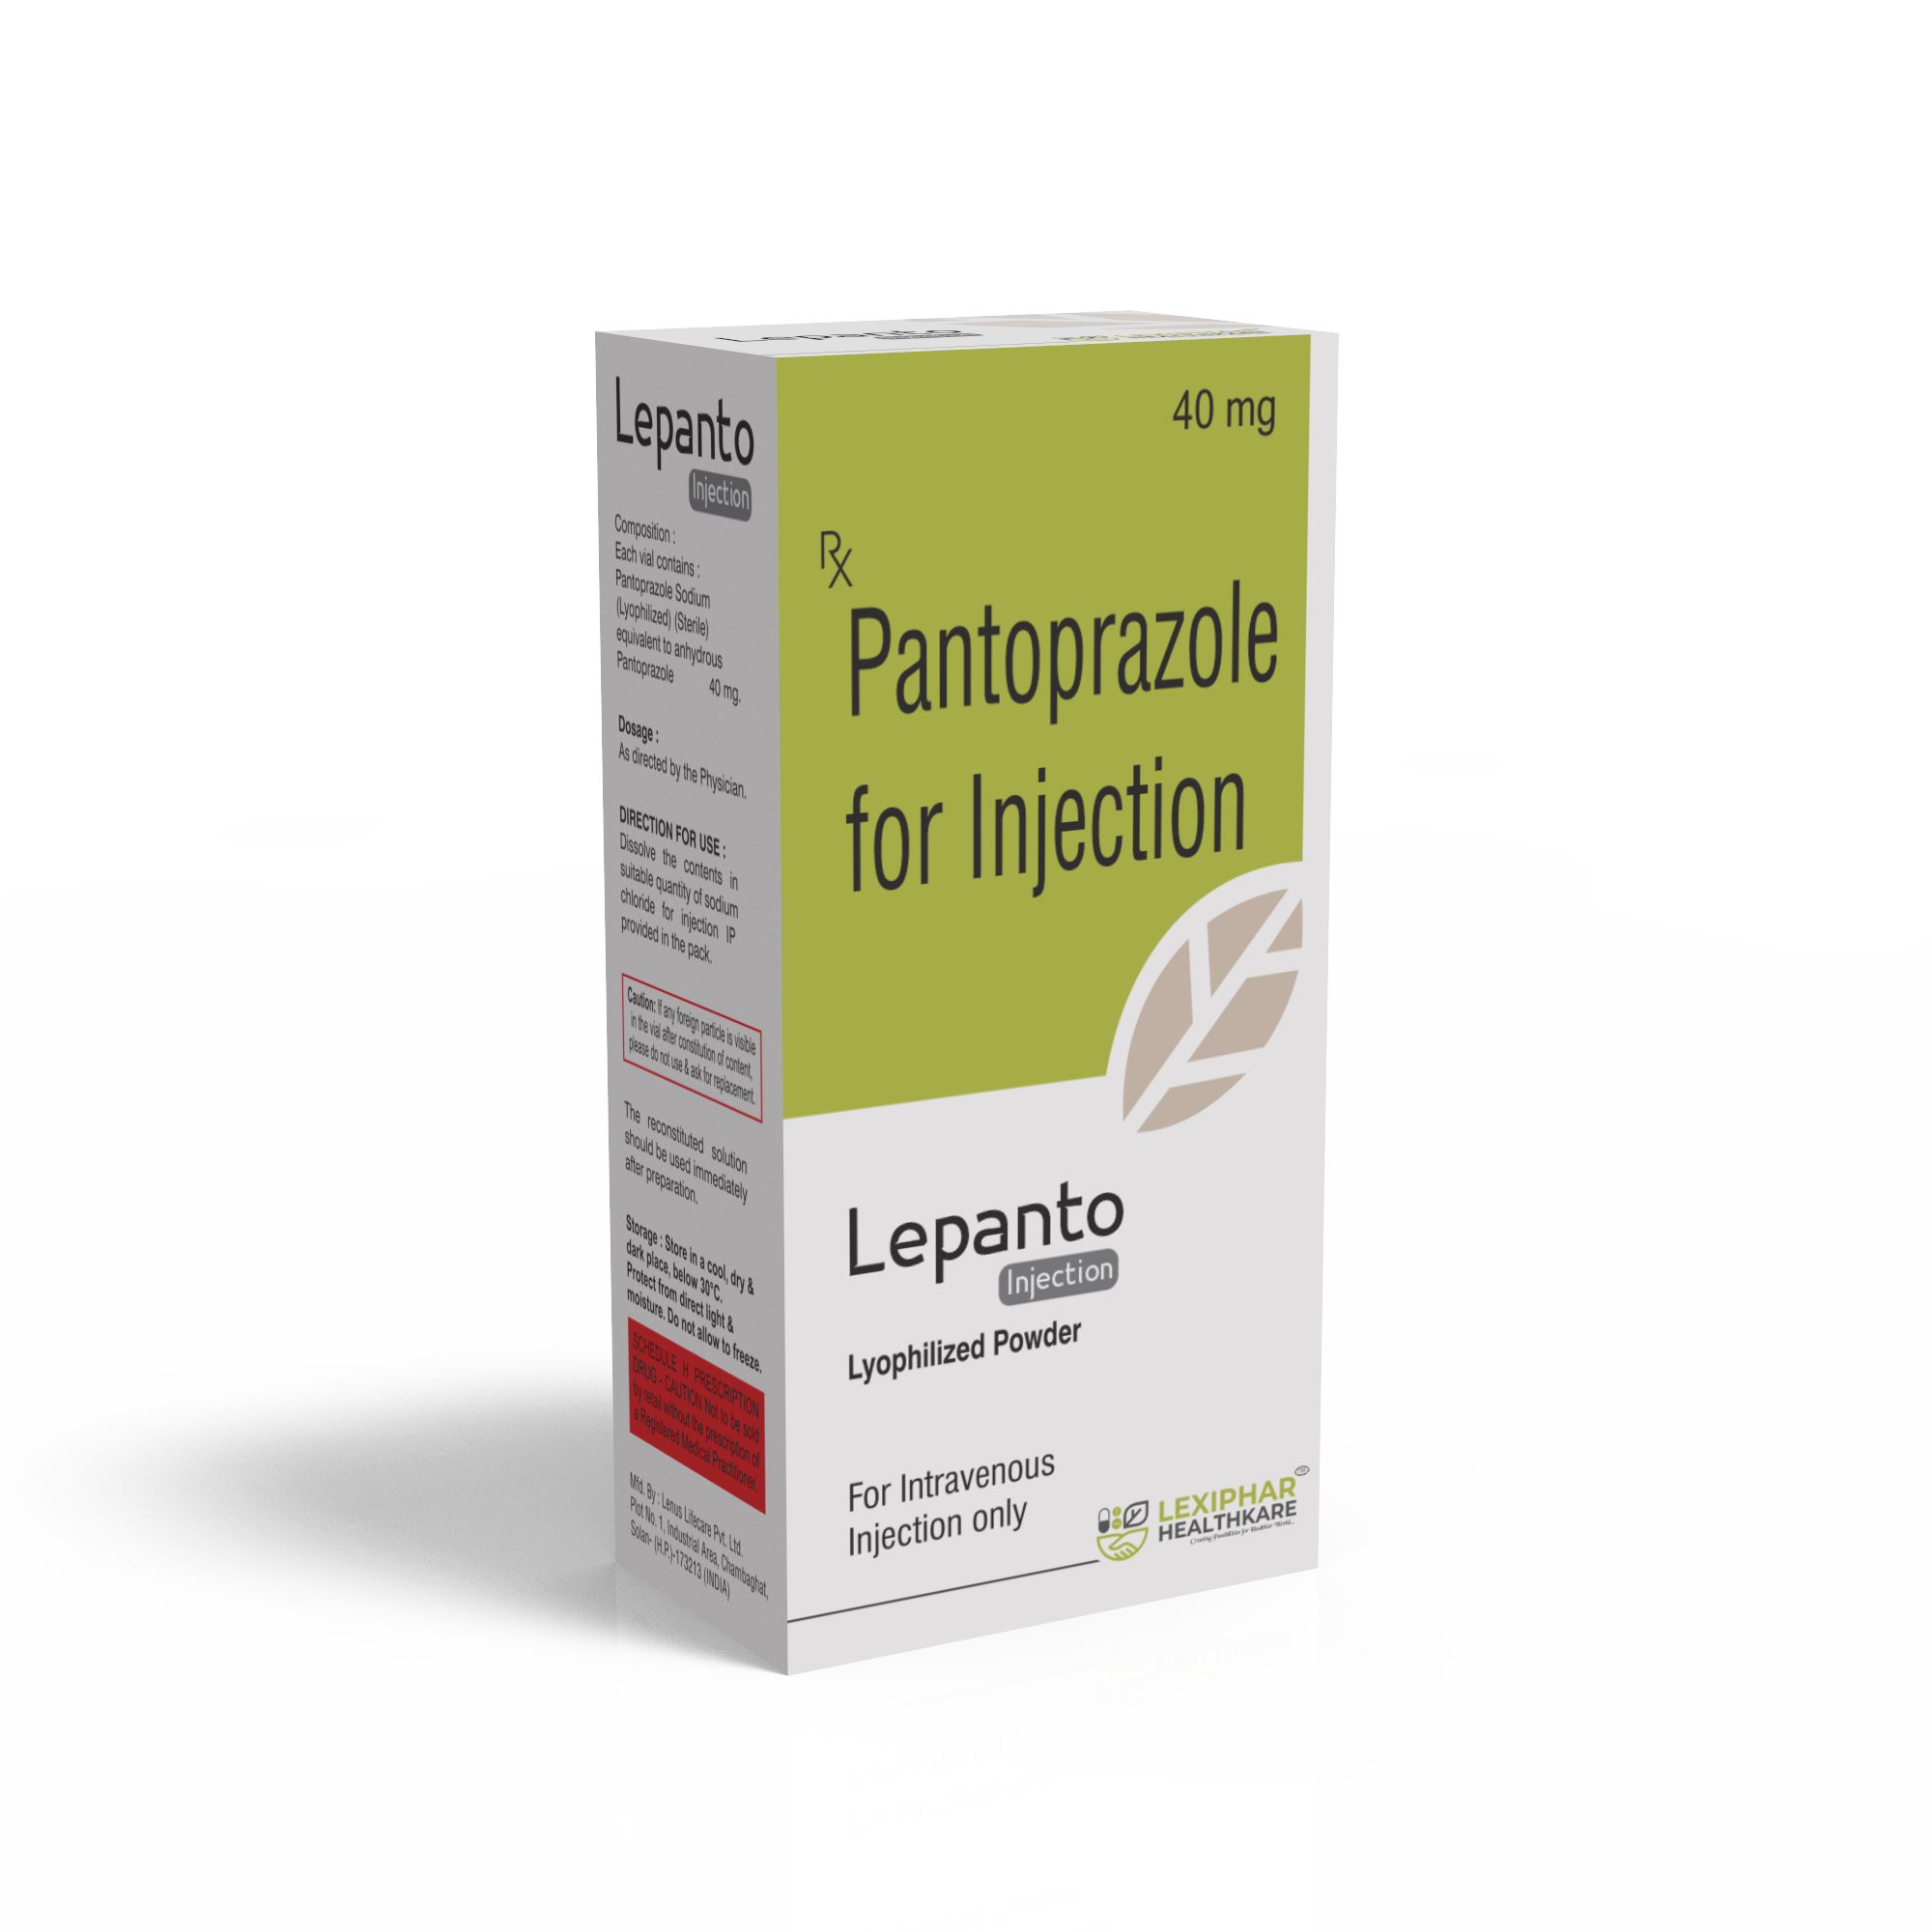 Lepanto
Lepanto
Injection
Composition :
Each vial contains :
Pantoprazole Sodium
(Lyophilized) (Sterile)
equivalent to anhydrous
Pantoprazole 40 mg.
Dosage :
As directed by the Physician.
DIRECTION FOR USE :
Dissolve the contents in
suitable quantity of sodium
chloride for injection IP
provided in the pack.
Caution: If any foreign particle is visible
in the vial after constitution of content,
please do not use & ask for replacement.
The reconstituted solution
should be used immediately
after preparation.
Storage : Store in a cool, dry &
dark place, below 30°C.
Protect from direct light &
moisture. Do not allow to freeze.
SCHEDULE H PRESCRIPTION
DRUG - CAUTION Not to be sold
by retail without the prescription of
a Registered Medical Practitioner.
Mfd. By : Lenus Lifecare Pvt. Ltd.
Plot No. 1, Industrial Area, Chambaghat,
Solan- (H.P.)-173213 (INDIA)
40 mg
Rx
Pantoprazole
for Injection
Lepanto
Injection
Lyophilized Powder
For Intravenous
Injection only
LEXIPHAR
TM
HEALTHKARE
Creating Possibilities for Healthier World...